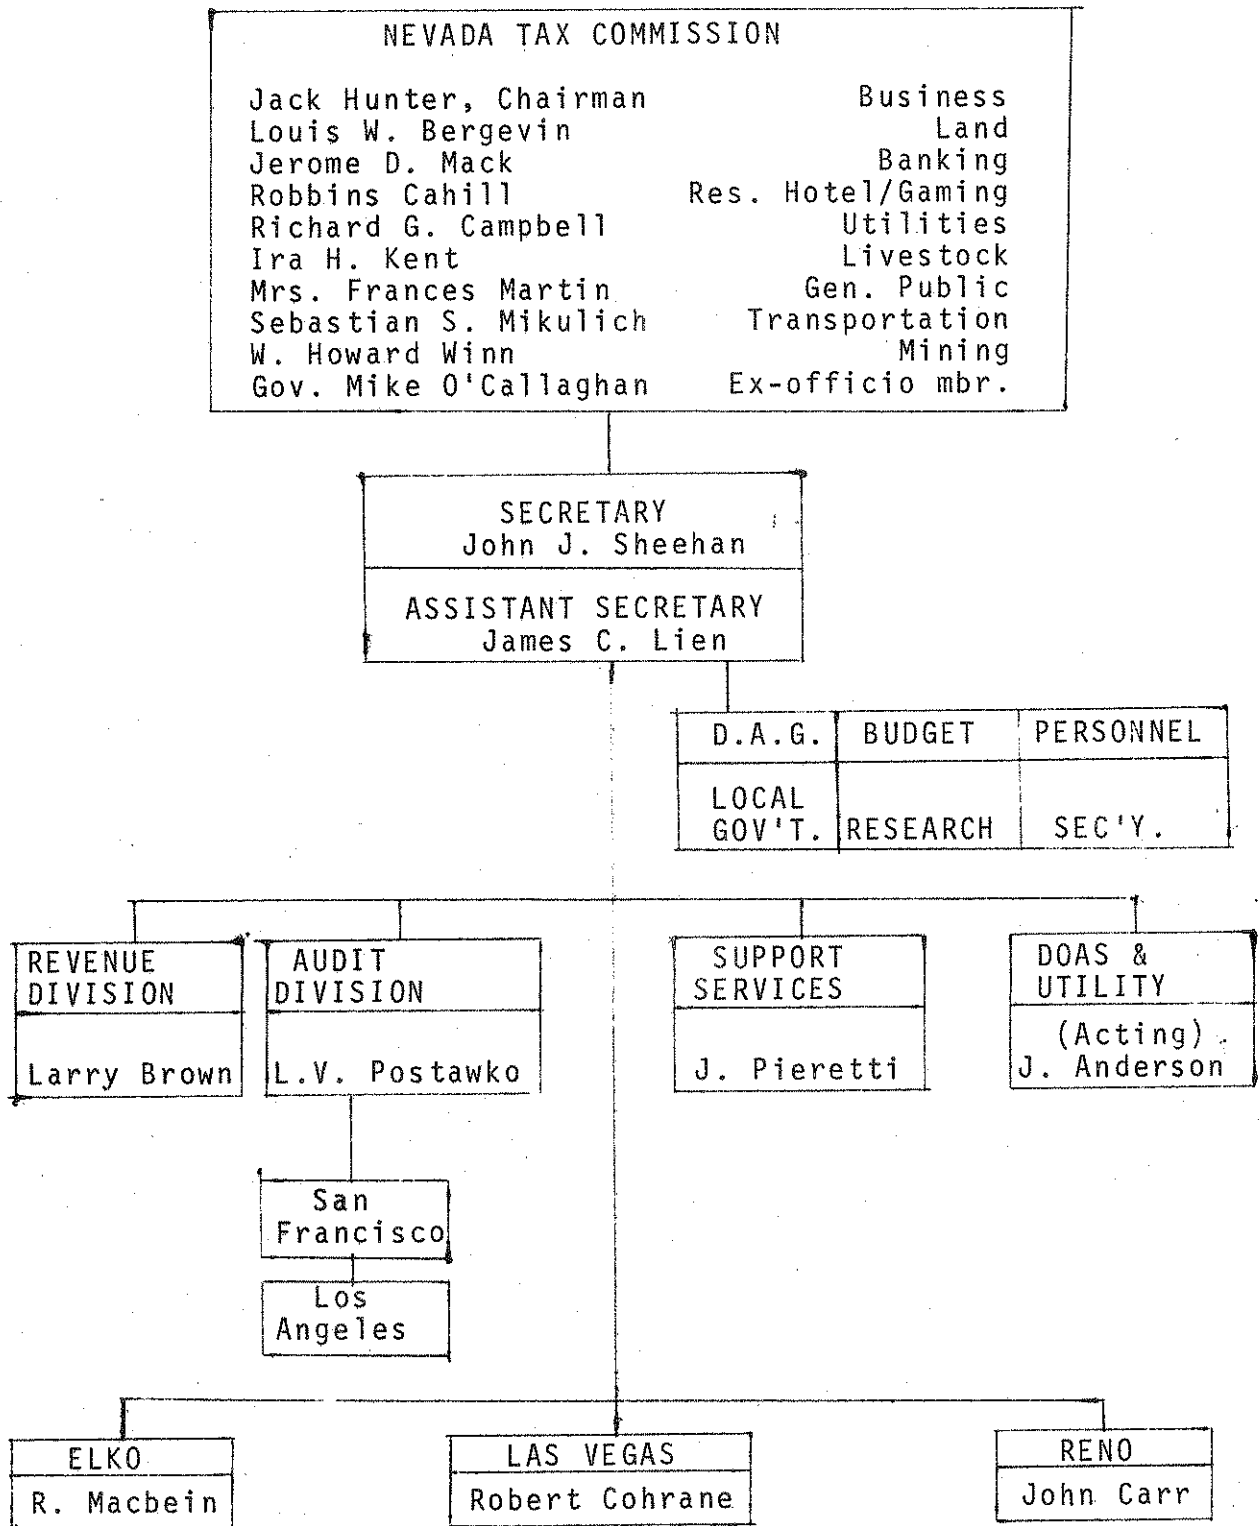 NEVADA TAX COMMISSION
Jack Hunter, Chairman Business
Louis W. Bergevin Land
Jerome D. Mack Banking
Robbins Cahill Res. Hotel/Gaming
Richard G. Campbell Utilities
Ira H. Kent Livestock
Mrs. Frances Martin Gen. Public
Sebastian S. Mikulich Transportation
W. Howard Winn Mining
Gov. Mike O'Callaghan Ex-officio mbr.
SECRETARY
John J. Sheehan
ASSISTANT SECRETARY
James C. Lien
D.A.G. BUDGET PERSONNEL
LOCAL
GOV'T. RESEARCH SEC'Y.
REVENUE
DIVISION
Larry Brown
AUDIT
DIVISION
L.V. Postawko
SUPPORT
SERVICES
J. Pieretti
DOAS &
UTILITY
(Acting)
J. Anderson
San
Francisco
Los
Angeles
ELKO
R. Macbein
LAS VEGAS
Robert Cohrane
RENO
John Carr